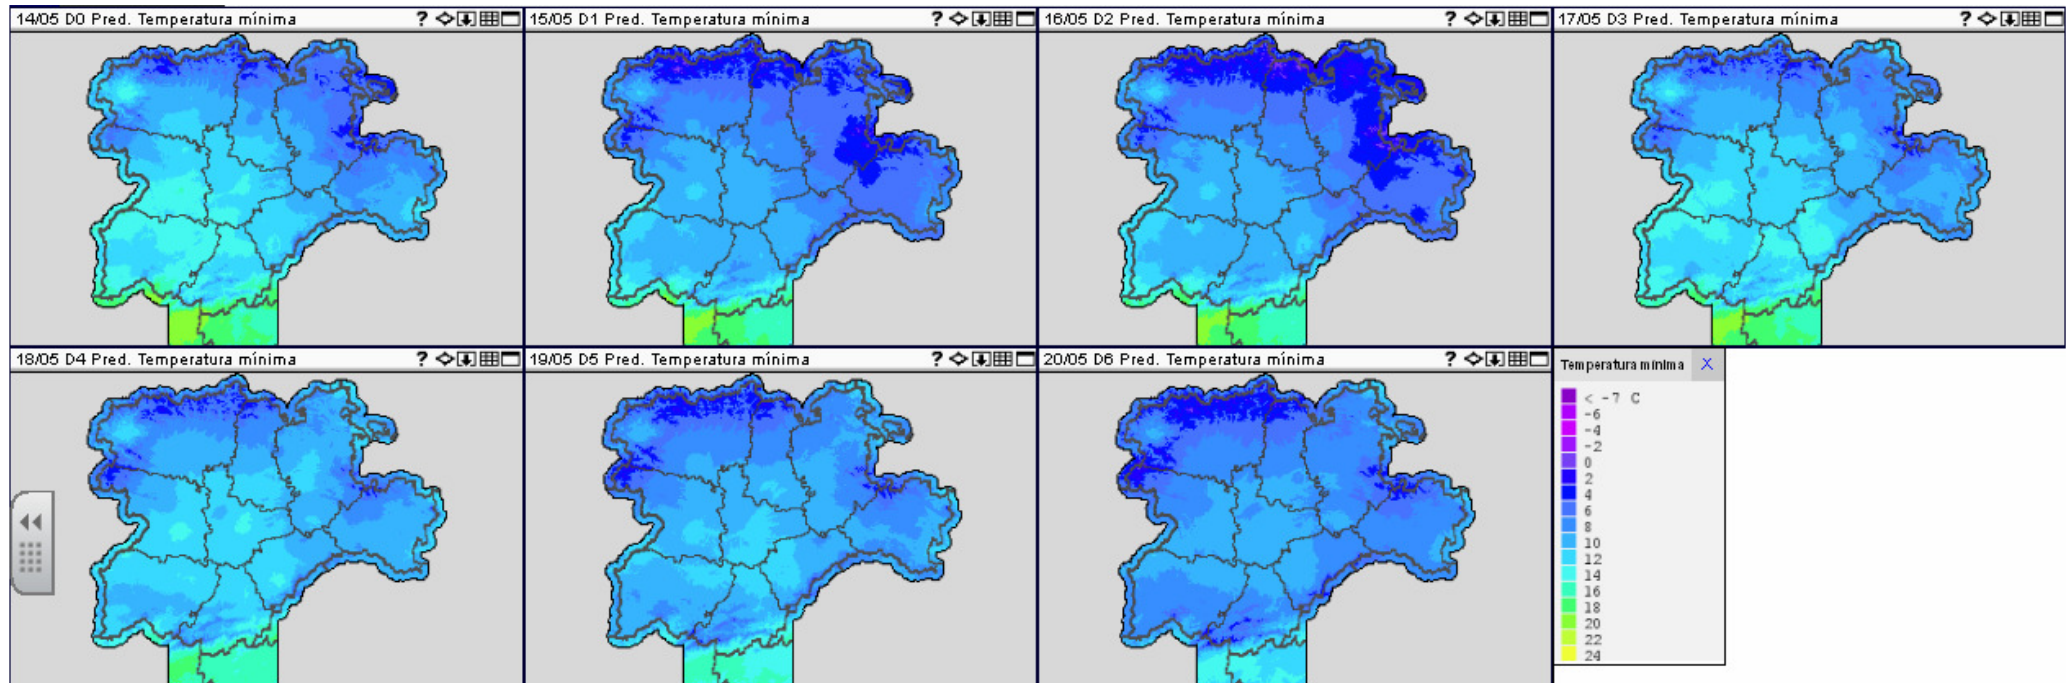 14/05 D0 Pred. Temperatura mínima ?
15/05 D1 Pred. Temperatura mínima ?
16/05 D2 Pred. Temperatura mínima ?
17/05 D3 Pred. Temperatura mínima ?
18/05 D4 Pred. Temperatura mínima ?
19/05 D5 Pred. Temperatura mínima ?
20/05 D6 Pred. Temperatura mínima ?
Temperatura mínima X
< -7 C
-6
-4
-2
0
2
4
6
8
10
12
14
16
18
20
22
24